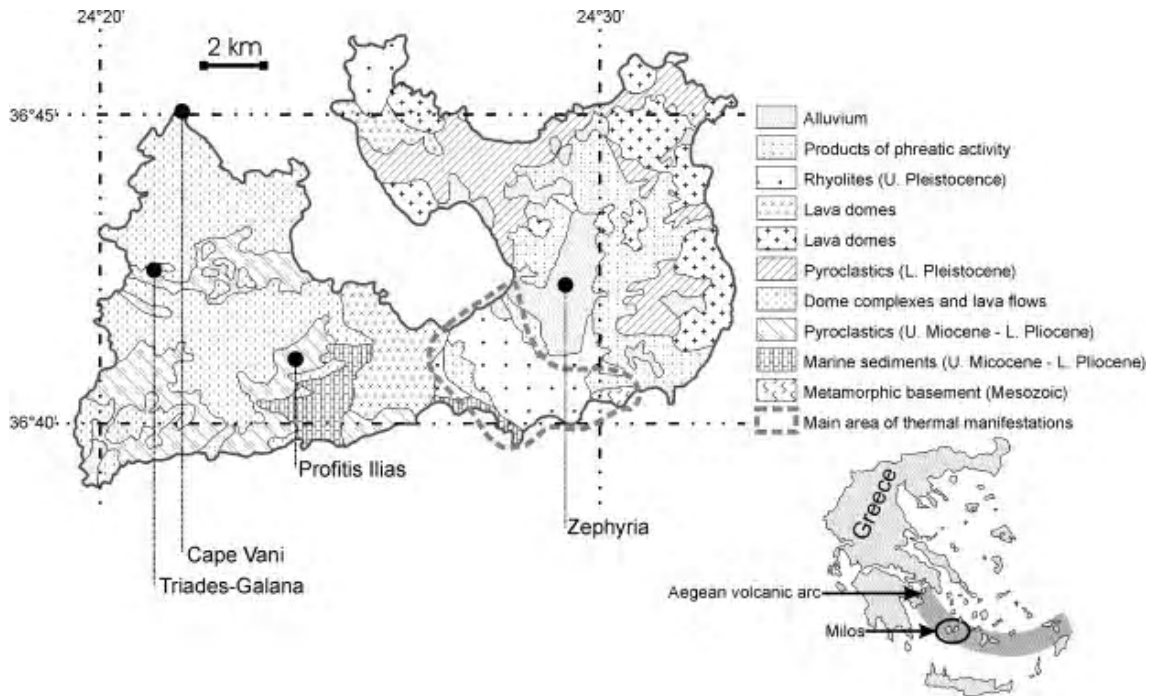 24°20'
24°30'
2 km
36°45'
36°40'
Alluvium
Products of phreatic activity
Rhyolites (U. Pleistocence)
Lava domes
Lava domes
Pyroclastics (L. Pleistocene)
Dome complexes and lava flows
Pyroclastics (U. Miocene - L. Pliocene)
Marine sediments (U. Micocene - L. Pliocene)
Metamorphic basement (Mesozoic)
Main area of thermal manifestations
Profitis Ilias
Zephyria
Cape Vani
Triades-Galana
Greece
Aegean volcanic arc
Milos